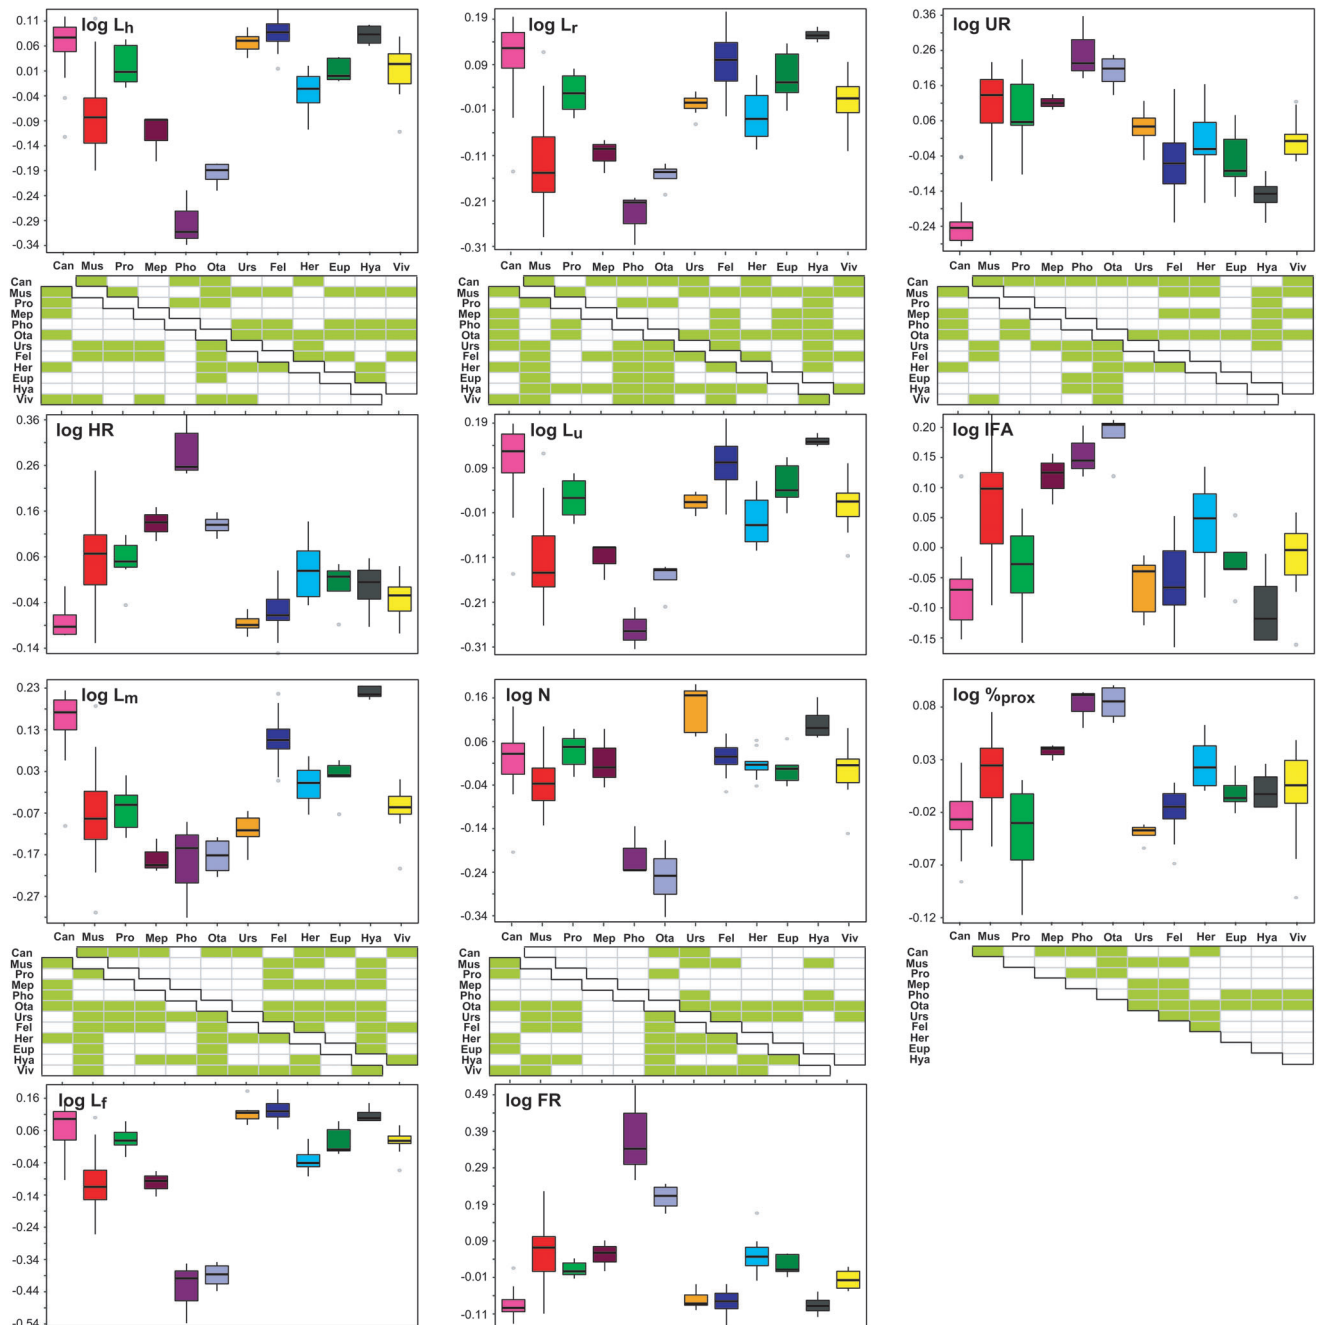 log Lh
0.11
0.06
0.01
-0.04
-0.09
-0.14
-0.19
-0.24
-0.29
-0.34
log Lr
0.19
0.09
-0.01
-0.11
-0.21
-0.31
log UR
0.36
0.26
0.16
0.06
-0.04
-0.14
-0.24
Can Mus Pro Mep Pho Ota Urs Fel Her Eup Hya Viv
Can Mus Pro Mep Pho Ota Urs Fel Her Eup Hya Viv
Can Mus Pro Mep Pho Ota Urs Fel Her Eup Hya Viv
Can
Mus
Pro
Mep
Pho
Ota
Urs
Fel
Her
Eup
Hya
Viv
Can
Mus
Pro
Mep
Pho
Ota
Urs
Fel
Her
Eup
Hya
Viv
Can
Mus
Pro
Mep
Pho
Ota
Urs
Fel
Her
Eup
Hya
Viv
log HR
0.36
0.26
0.16
0.06
-0.04
-0.14
log Lu
0.19
0.09
-0.01
-0.11
-0.21
-0.31
log IFA
0.20
0.15
0.10
0.05
0.00
-0.05
-0.10
-0.15
log Lm
0.23
0.13
0.03
-0.07
-0.17
-0.27
log N
0.16
0.06
-0.04
-0.14
-0.24
-0.34
log %prox
0.08
0.03
-0.02
-0.07
-0.12
Can Mus Pro Mep Pho Ota Urs Fel Her Eup Hya Viv
Can Mus Pro Mep Pho Ota Urs Fel Her Eup Hya Viv
Can Mus Pro Mep Pho Ota Urs Fel Her Eup Hya Viv
Can
Mus
Pro
Mep
Pho
Ota
Urs
Fel
Her
Eup
Hya
Viv
Can
Mus
Pro
Mep
Pho
Ota
Urs
Fel
Her
Eup
Hya
Viv
Can
Mus
Pro
Mep
Pho
Ota
Urs
Fel
Her
Eup
Hya
log Lf
0.16
0.06
-0.04
-0.14
-0.24
-0.34
-0.44
-0.54
log FR
0.49
0.39
0.29
0.19
0.09
-0.01
-0.11